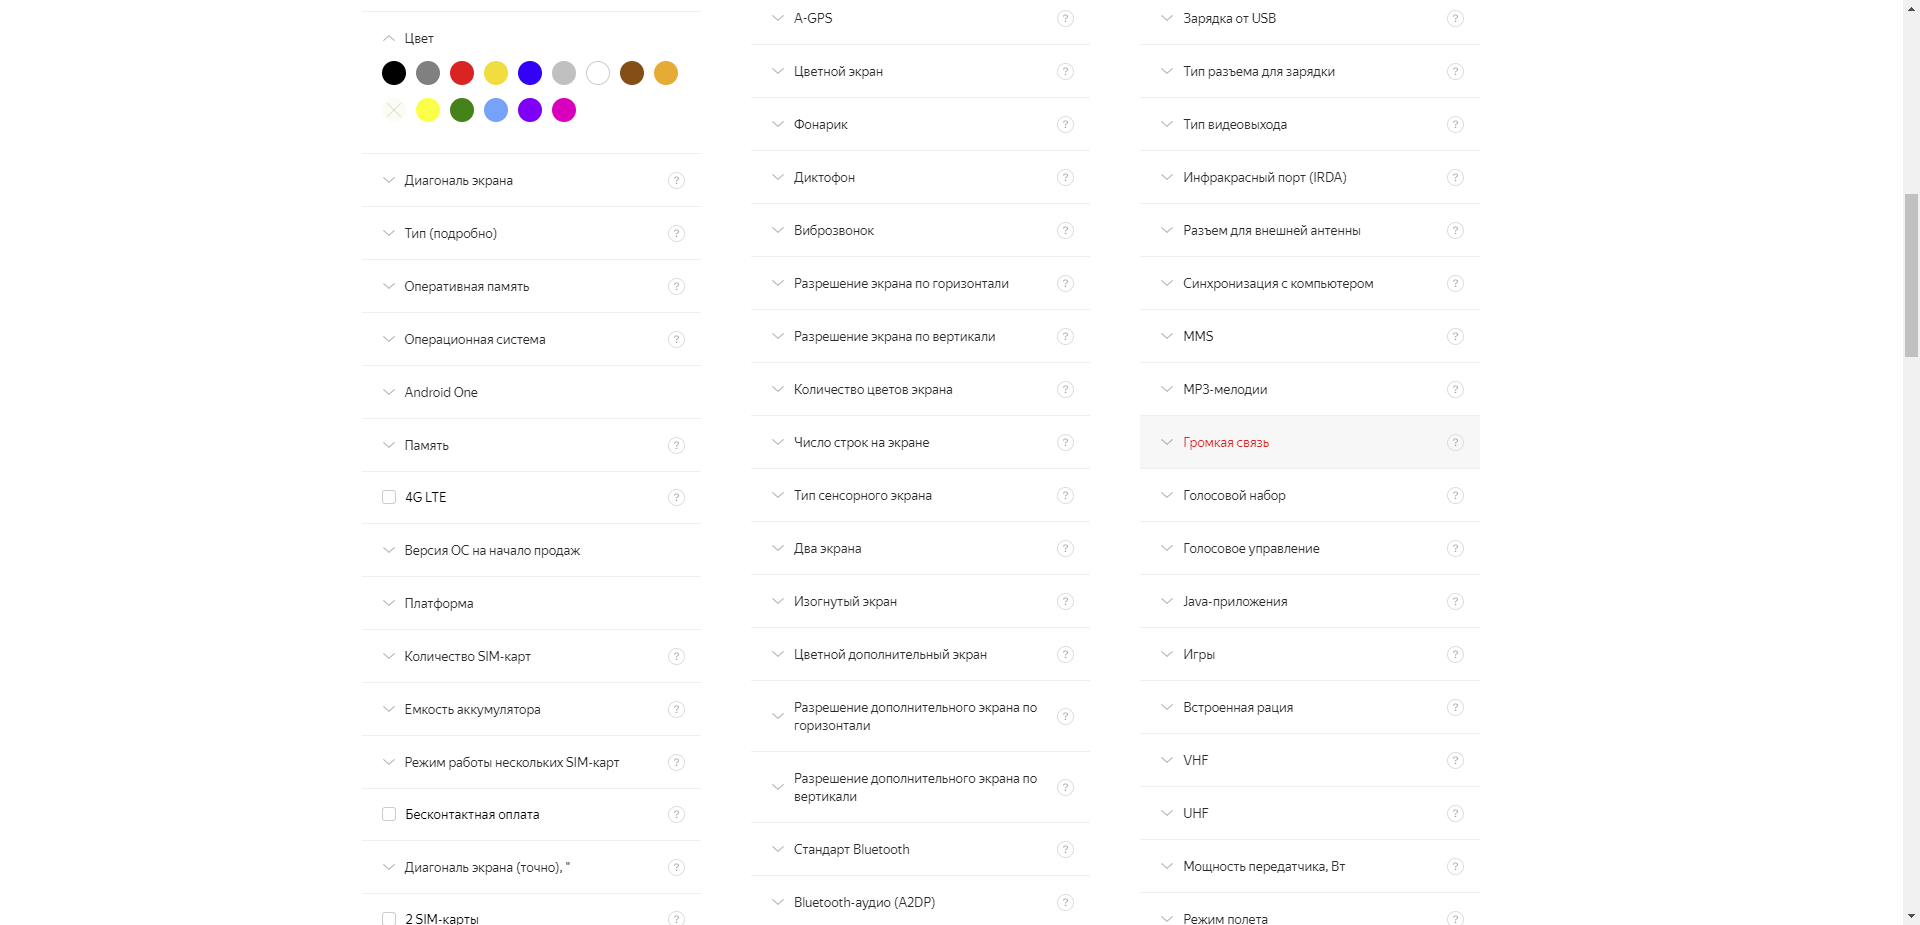 Цвет
Диагональ экрана ?
Тип (подробно) ?
Оперативная память ?
Операционная система ?
Android One
Память ?
4G LTE ?
Версия ОС на начало продаж
Платформа
Количество SIM-карт ?
Емкость аккумулятора ?
Режим работы нескольких SIM-карт ?
Бесконтактная оплата ?
Диагональ экрана (точно), " ?
2 SIM-карты ?
A-GPS ?
Цветной экран ?
Фонарик ?
Диктофон ?
Виброзвонок ?
Разрешение экрана по горизонтали ?
Разрешение экрана по вертикали ?
Количество цветов экрана ?
Число строк на экране ?
Тип сенсорного экрана ?
Два экрана ?
Изогнутый экран ?
Цветной дополнительный экран ?
Разрешение дополнительного экрана по
горизонтали ?
Разрешение дополнительного экрана по
вертикали ?
Стандарт Bluetooth ?
Bluetooth-аудио (A2DP) ?
Зарядка от USB ?
Тип разъема для зарядки ?
Тип видеовыхода ?
Инфракрасный порт (IRDA) ?
Разъем для внешней антенны ?
Синхронизация с компьютером ?
MMS ?
MP3-мелодии ?
Громкая связь ?
Голосовой набор ?
Голосовое управление ?
Java-приложения ?
Игры ?
Встроенная рация ?
VHF ?
UHF ?
Мощность передатчика, Вт ?
Режим полета ?